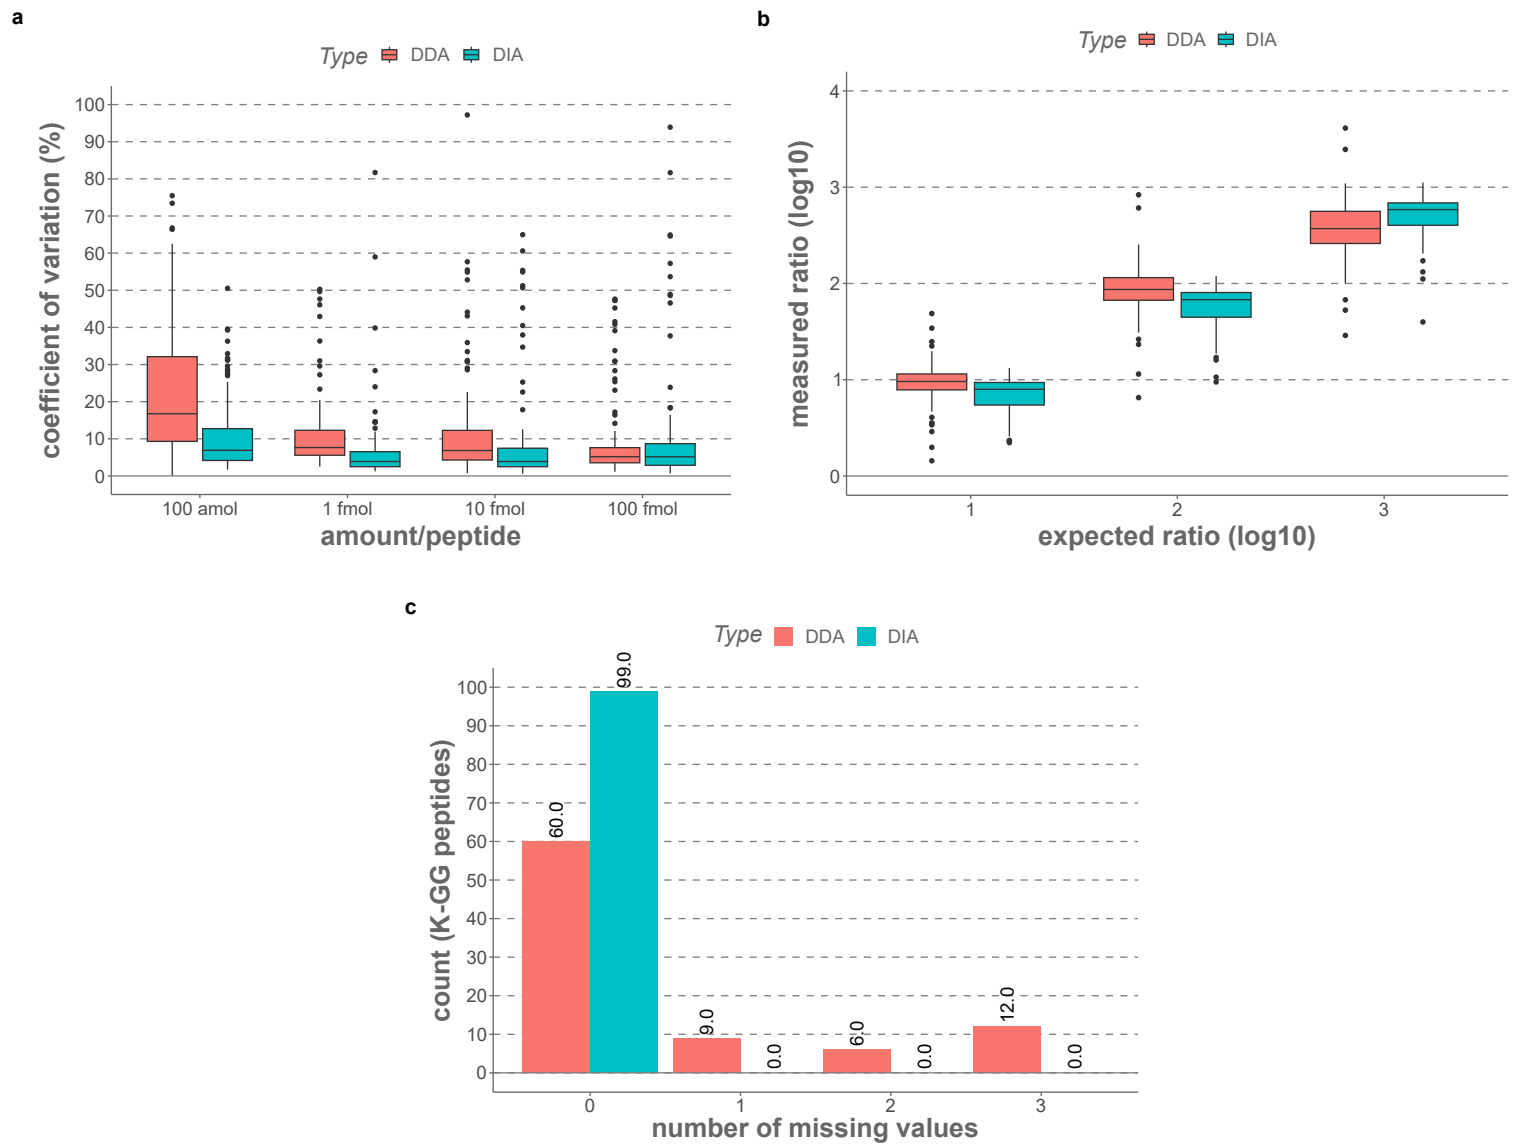 a
Type DDA DIA
coefficient of variation (%)
100
90
80
70
60
50
40
30
20
10
0
100 amol 1 fmol 10 fmol 100 fmol
amount/peptide
b
Type DDA DIA
measured ratio (log10)
4
3
2
1
0
1 2 3
expected ratio (log10)
c
Type DDA DIA
count (K-GG peptides)
100
90
80
70
60
50
40
30
20
10
0
60.0 99.0 9.0 0.0 6.0 0.0 12.0 0.0
0 1 2 3
number of missing values